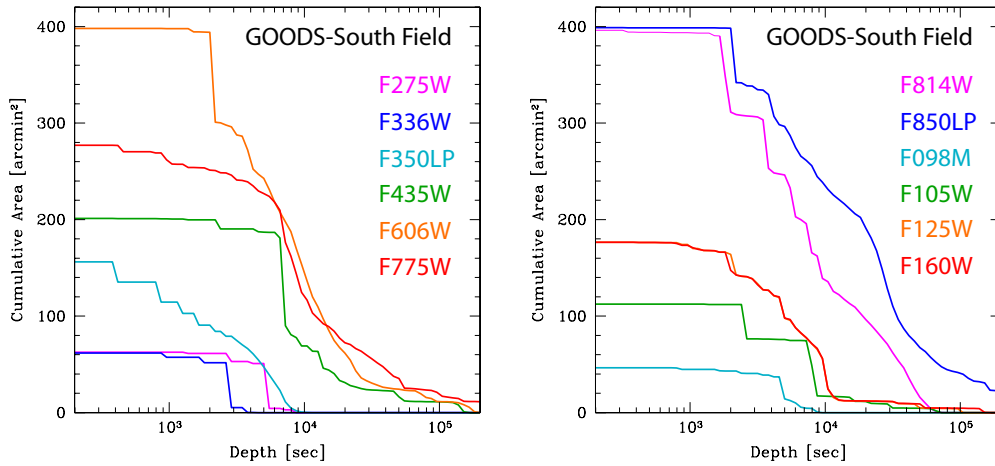 GOODS-South Field
F275W
F336W
F350LP
F435W
F606W
F775W
400
300
200
100
0
Cumulative Area [arcmin²]
10³
10⁴
10⁵
Depth [sec]
GOODS-South Field
F814W
F850LP
F098M
F105W
F125W
F160W
400
300
200
100
0
Cumulative Area [arcmin²]
10³
10⁴
10⁵
Depth [sec]